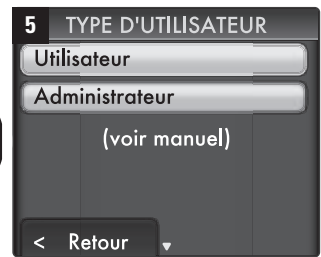 5 TYPE D'UTILISATEUR
Utilisateur
Administrateur
(voir manuel)
< Retour